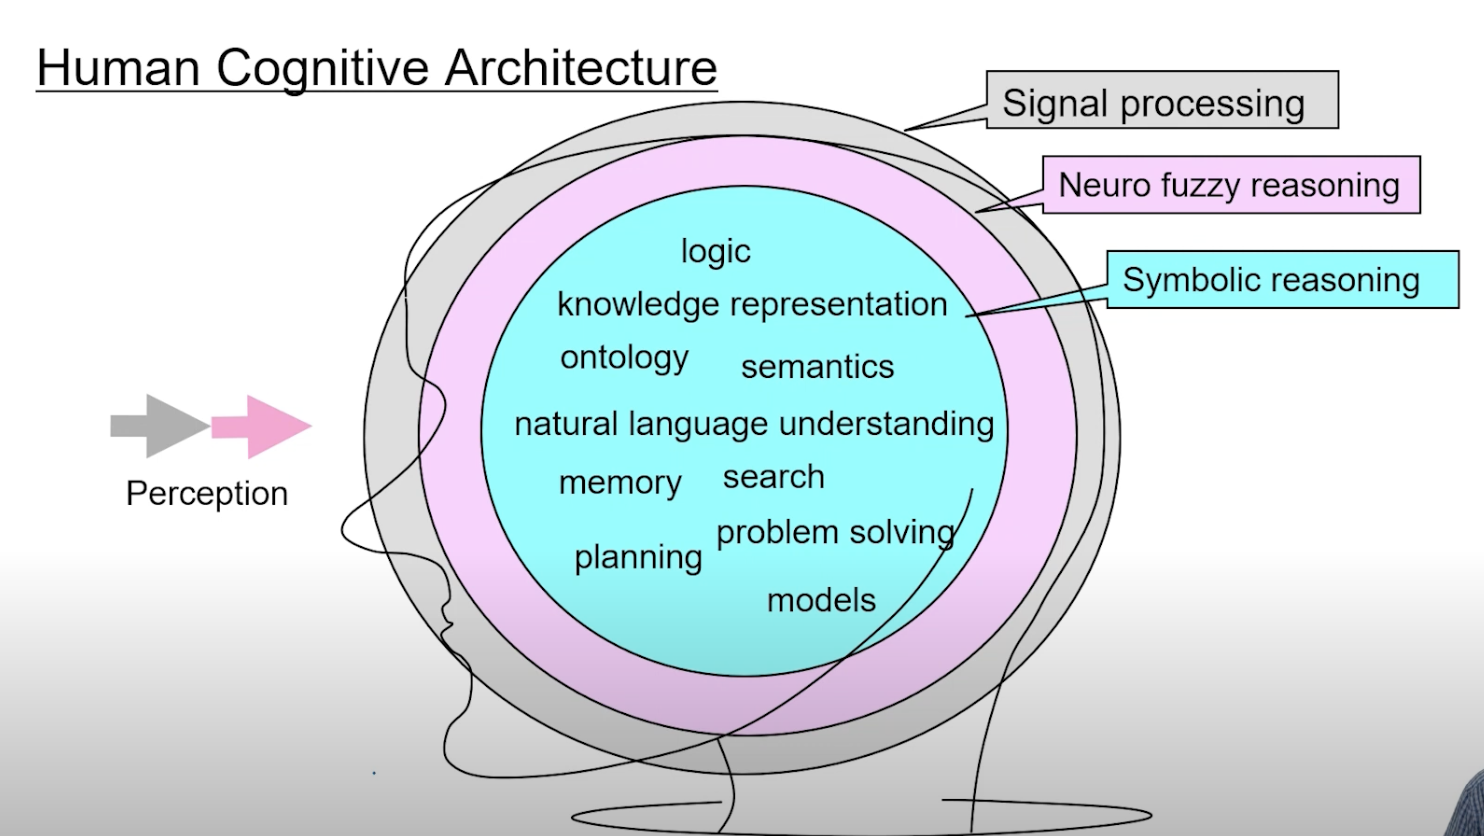 Human Cognitive Architecture
Signal processing
Neuro fuzzy reasoning
Symbolic reasoning
logic
knowledge representation
ontology
semantics
natural language understanding
memory
search
problem solving
planning
models
Perception